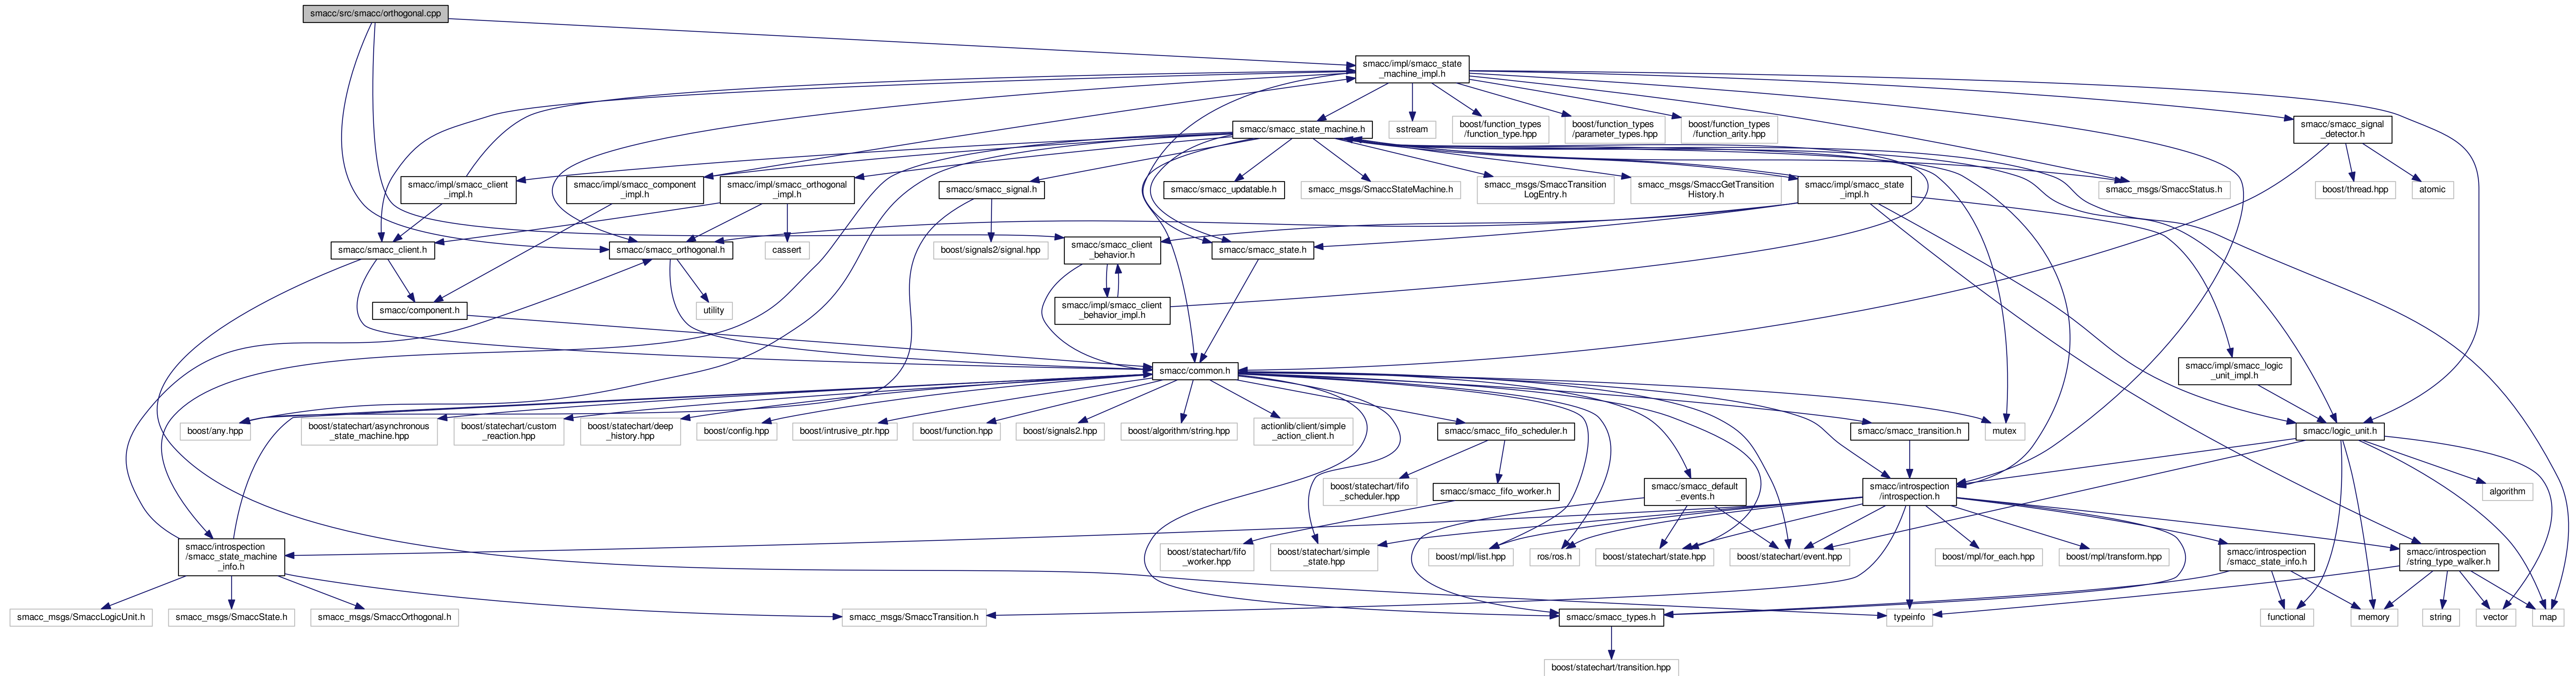 smacc/src/smacc/orthogonal.cpp
smacc/impl/smacc_state
_machine_impl.h
smacc/smacc_state_machine.h
sstream
boost/function_types
/function_type.hpp
boost/function_types
/parameter_types.hpp
boost/function_types
/function_arity.hpp
smacc/smacc_signal
_detector.h
smacc/impl/smacc_client
_impl.h
smacc/impl/smacc_component
_impl.h
smacc/impl/smacc_orthogonal
_impl.h
smacc/smacc_signal.h
smacc/smacc_updatable.h
smacc_msgs/SmaccStateMachine.h
smacc_msgs/SmaccTransition
LogEntry.h
smacc_msgs/SmaccGetTransition
History.h
smacc/impl/smacc_state
_impl.h
smacc_msgs/SmaccStatus.h
boost/thread.hpp
atomic
smacc/smacc_client.h
smacc/smacc_orthogonal.h
cassert
boost/signals2/signal.hpp
smacc/smacc_client
_behavior.h
smacc/smacc_state.h
smacc/component.h
utility
smacc/impl/smacc_client
_behavior_impl.h
smacc/common.h
smacc/impl/smacc_logic
_unit_impl.h
boost/any.hpp
boost/statechart/asynchronous
_state_machine.hpp
boost/statechart/custom
_reaction.hpp
boost/statechart/deep
_history.hpp
boost/config.hpp
boost/intrusive_ptr.hpp
boost/function.hpp
boost/signals2.hpp
boost/algorithm/string.hpp
actionlib/client/simple
_action_client.h
smacc/smacc_fifo_scheduler.h
smacc/smacc_transition.h
mutex
smacc/logic_unit.h
boost/statechart/fifo
_scheduler.hpp
smacc/smacc_fifo_worker.h
smacc/smacc_default
_events.h
smacc/introspection
/introspection.h
algorithm
smacc/introspection
/smacc_state_machine
_info.h
boost/statechart/fifo
_worker.hpp
boost/statechart/simple
_state.hpp
boost/mpl/list.hpp
ros/ros.h
boost/statechart/state.hpp
boost/statechart/event.hpp
boost/mpl/for_each.hpp
boost/mpl/transform.hpp
smacc/introspection
/smacc_state_info.h
smacc/introspection
/string_type_walker.h
smacc_msgs/SmaccLogicUnit.h
smacc_msgs/SmaccState.h
smacc_msgs/SmaccOrthogonal.h
smacc_msgs/SmaccTransition.h
smacc/smacc_types.h
typeinfo
functional
memory
string
vector
map
boost/statechart/transition.hpp